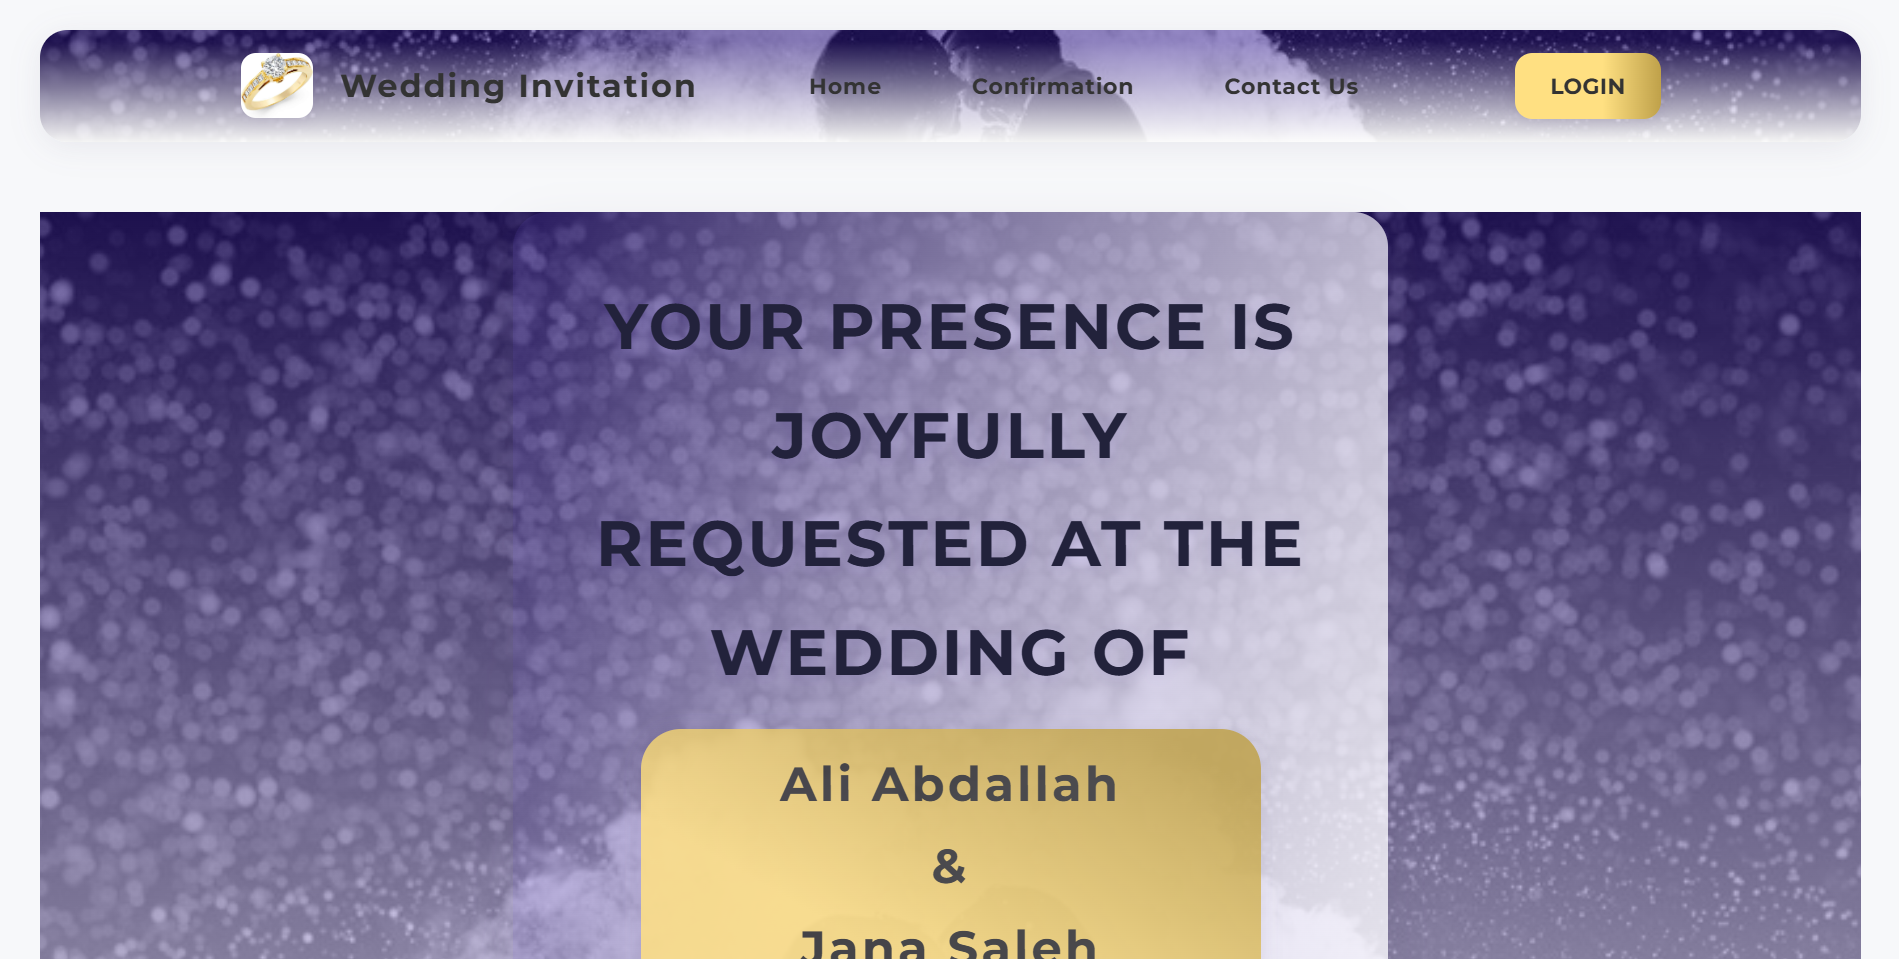 Wedding Invitation
Home
Confirmation
Contact Us
LOGIN
YOUR PRESENCE IS
JOYFULLY
REQUESTED AT THE
WEDDING OF
Ali Abdallah
&
Jana Saleh